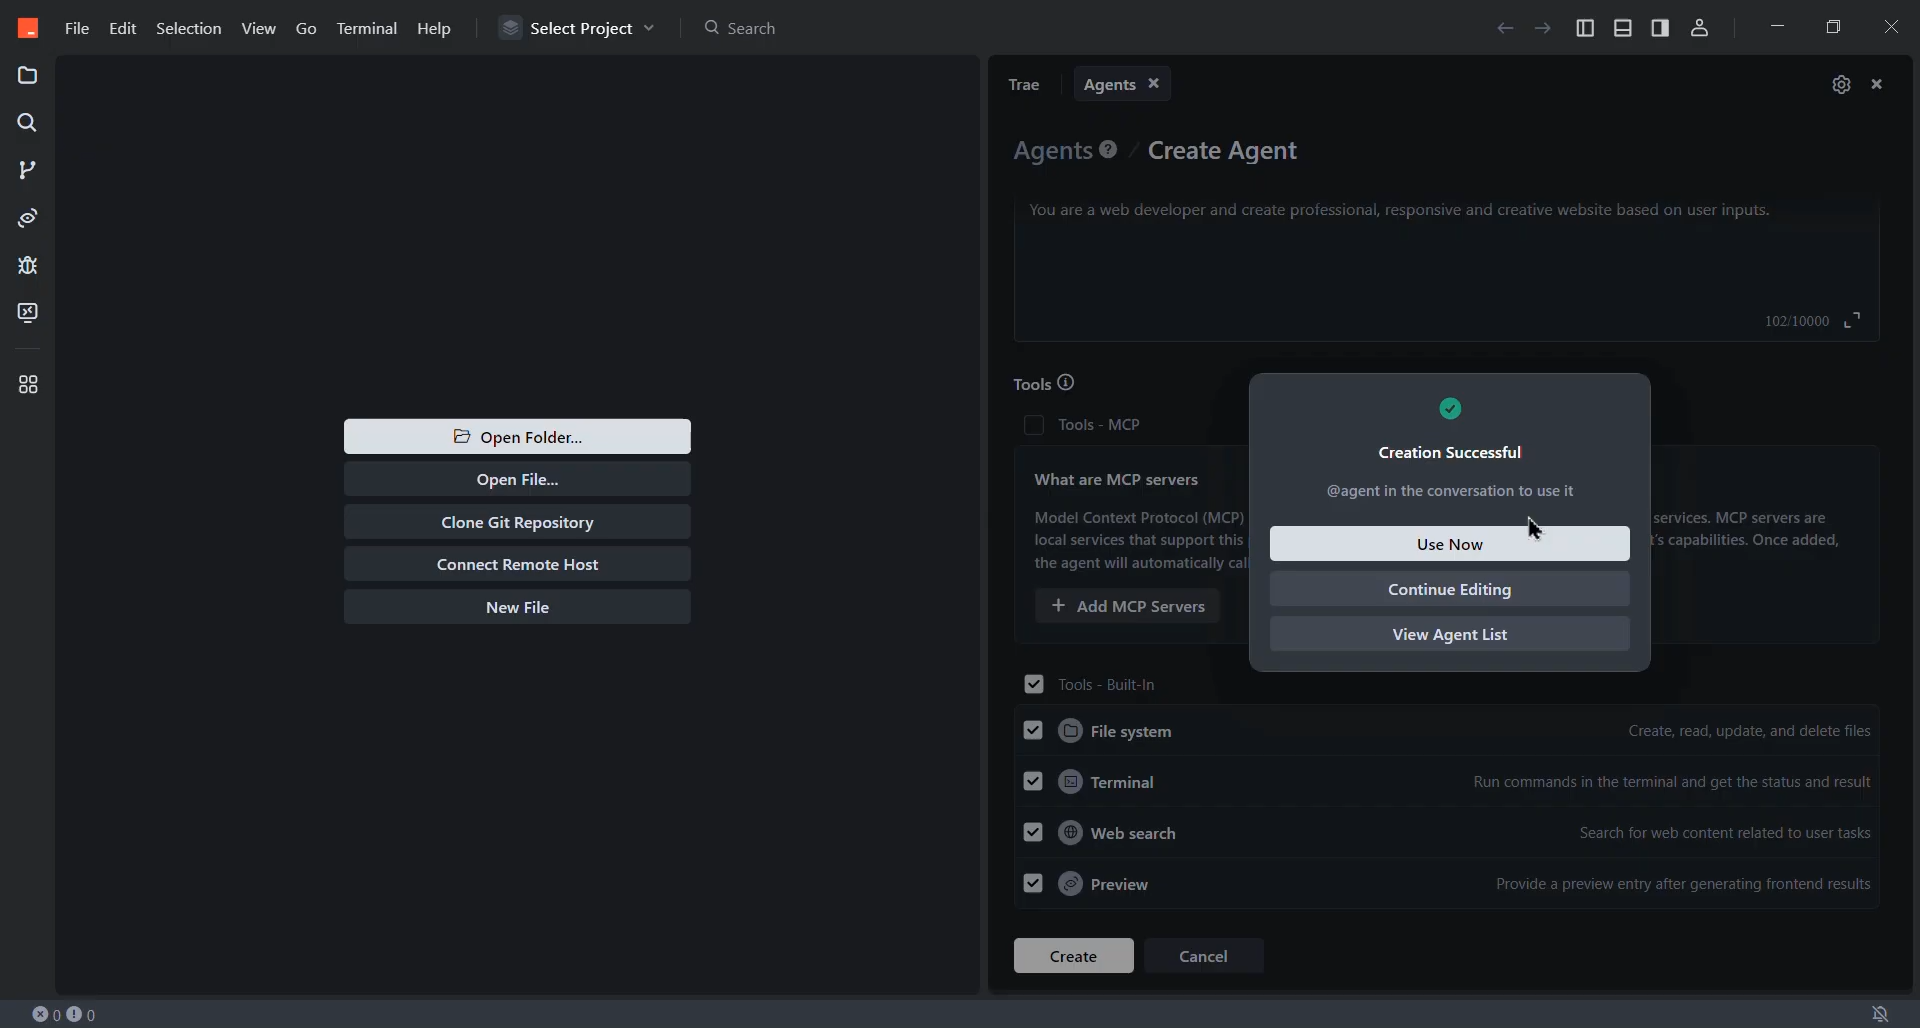 File Edit Selection View Go Terminal Help Select Project Search
Trae Agents
Agents ? / Create Agent
You are a web developer and create professional, responsive and creative website based on user inputs.
102/10000
Tools
Tools - MCP
What are MCP servers
Model Context Protocol (MCP)
local services that support this
the agent will automatically cal
services. MCP servers are
t's capabilities. Once added,
+ Add MCP Servers
Open Folder...
Open File...
Clone Git Repository
Connect Remote Host
New File
Creation Successful
@agent in the conversation to use it
Use Now
Continue Editing
View Agent List
Tools - Built-In
File system Create, read, update, and delete files
Terminal Run commands in the terminal and get the status and result
Web search Search for web content related to user tasks
Preview Provide a preview entry after generating frontend results
Create Cancel
0 0